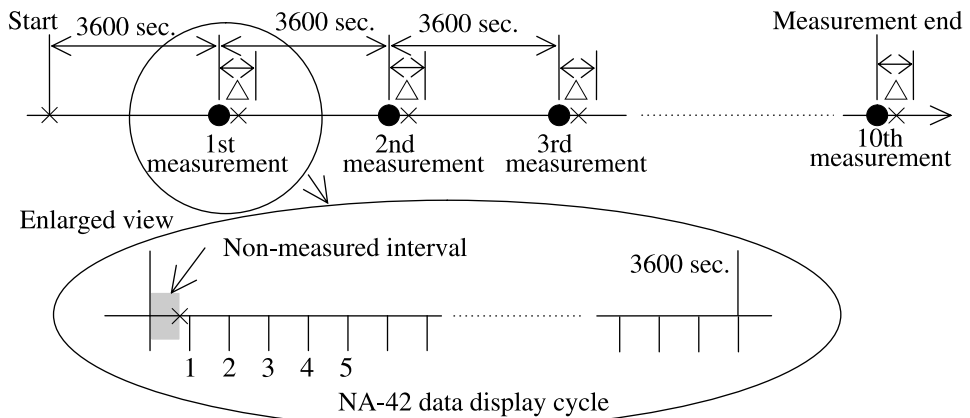 Start
3600 sec.
3600 sec.
3600 sec.
Measurement end
△
△
△
△
1st
measurement
2nd
measurement
3rd
measurement
10th
measurement
Enlarged view
Non-measured interval
3600 sec.
1 2 3 4 5
NA-42 data display cycle